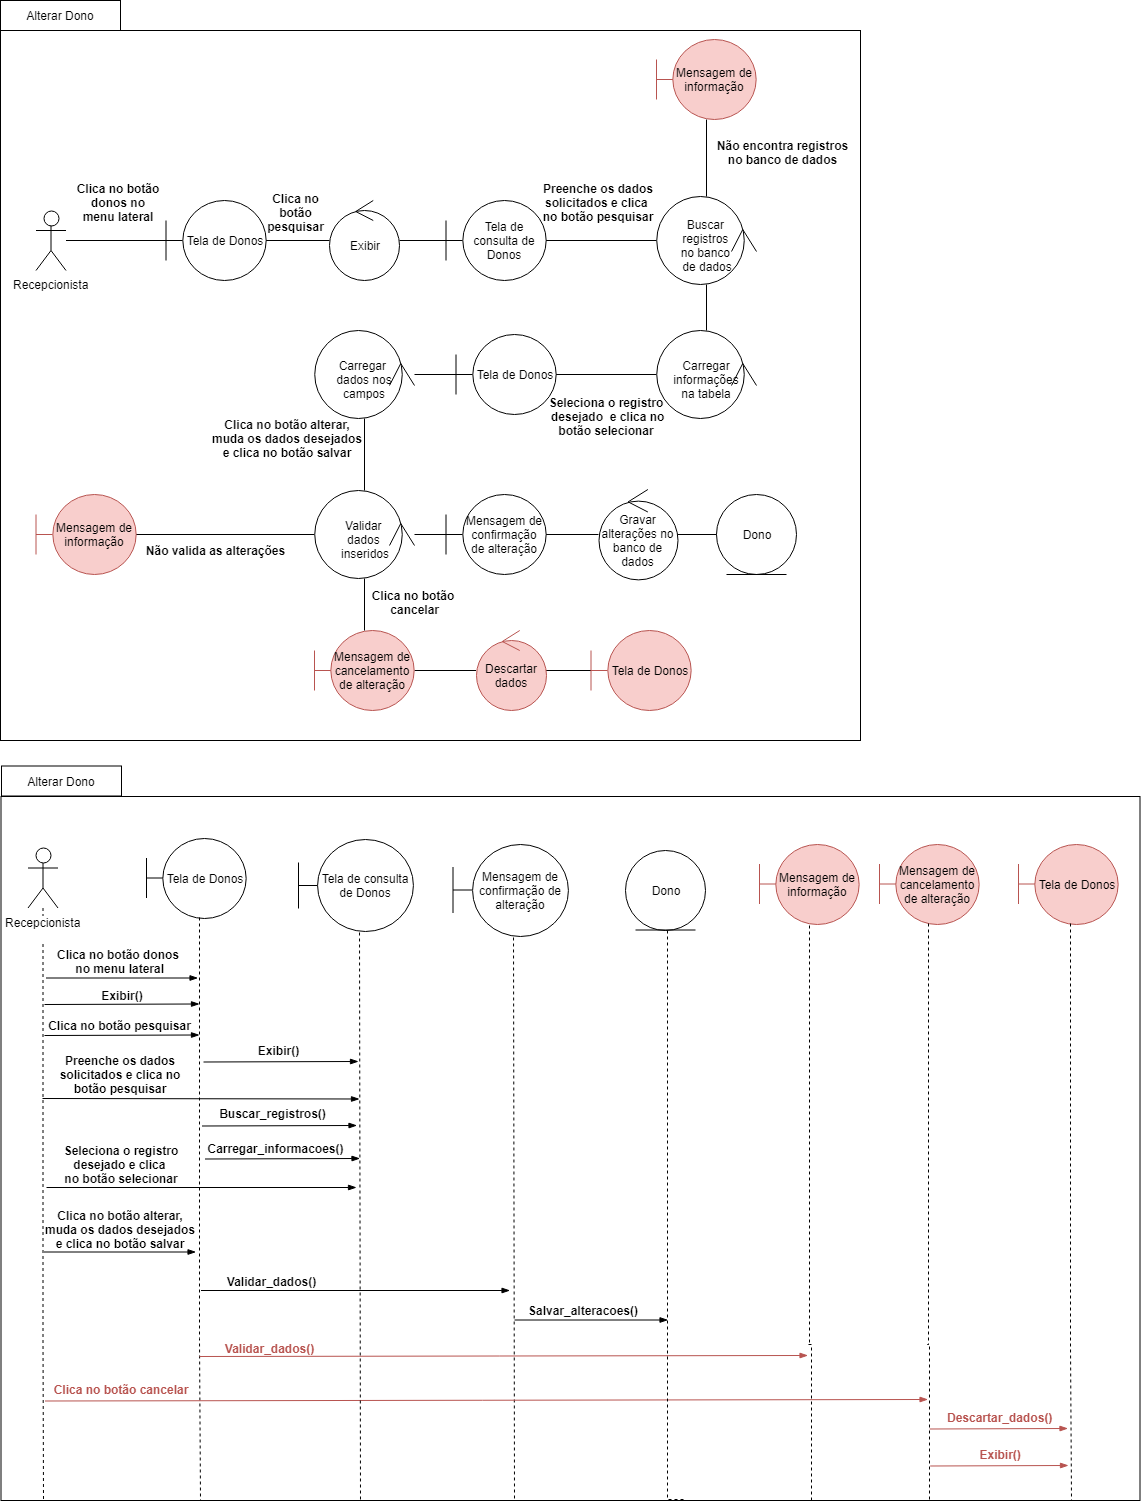 Alterar Dono
Mensagem de
informação
Não encontra registros
no banco de dados
Clica no botão
donos no
menu lateral
Clica no
botão
pesquisar
Preenche os dados
solicitados e clica
no botão pesquisar
Recepcionista
Tela de Donos
Exibir
Tela de
consulta de
Donos
Buscar
registros
no banco
de dados
Carregar
dados nos
campos
Tela de Donos
Carregar
informações
na tabela
Seleciona o registro
desejado  e clica no
botão selecionar
Clica no botão alterar,
muda os dados desejados
e clica no botão salvar
Mensagem de
informação
Não valida as alterações
Validar
dados
inseridos
Mensagem de
confirmação
de alteração
Gravar
alterações no
banco de
dados
Dono
Clica no botão
cancelar
Mensagem de
cancelamento
de alteração
Descartar
dados
Tela de Donos
Alterar Dono
Recepcionista
Tela de Donos
Tela de consulta
de Donos
Mensagem de
confirmação de
alteração
Dono
Mensagem de
informação
Mensagem de
cancelamento
de alteração
Tela de Donos
Clica no botão donos
no menu lateral
Exibir()
Clica no botão pesquisar
Exibir()
Preenche os dados
solicitados e clica no
botão pesquisar
Buscar_registros()
Carregar_informacoes()
Seleciona o registro
desejado e clica
no botão selecionar
Clica no botão alterar,
muda os dados desejados
e clica no botão salvar
Validar_dados()
Salvar_alteracoes()
Validar_dados()
Clica no botão cancelar
Descartar_dados()
Exibir()